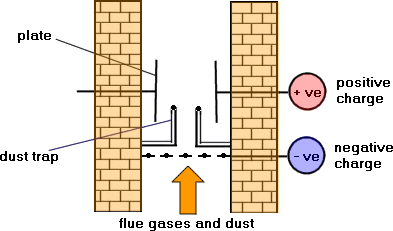 plate
+ ve
positive
charge
dust trap
- ve
negative
charge
flue gases and dust